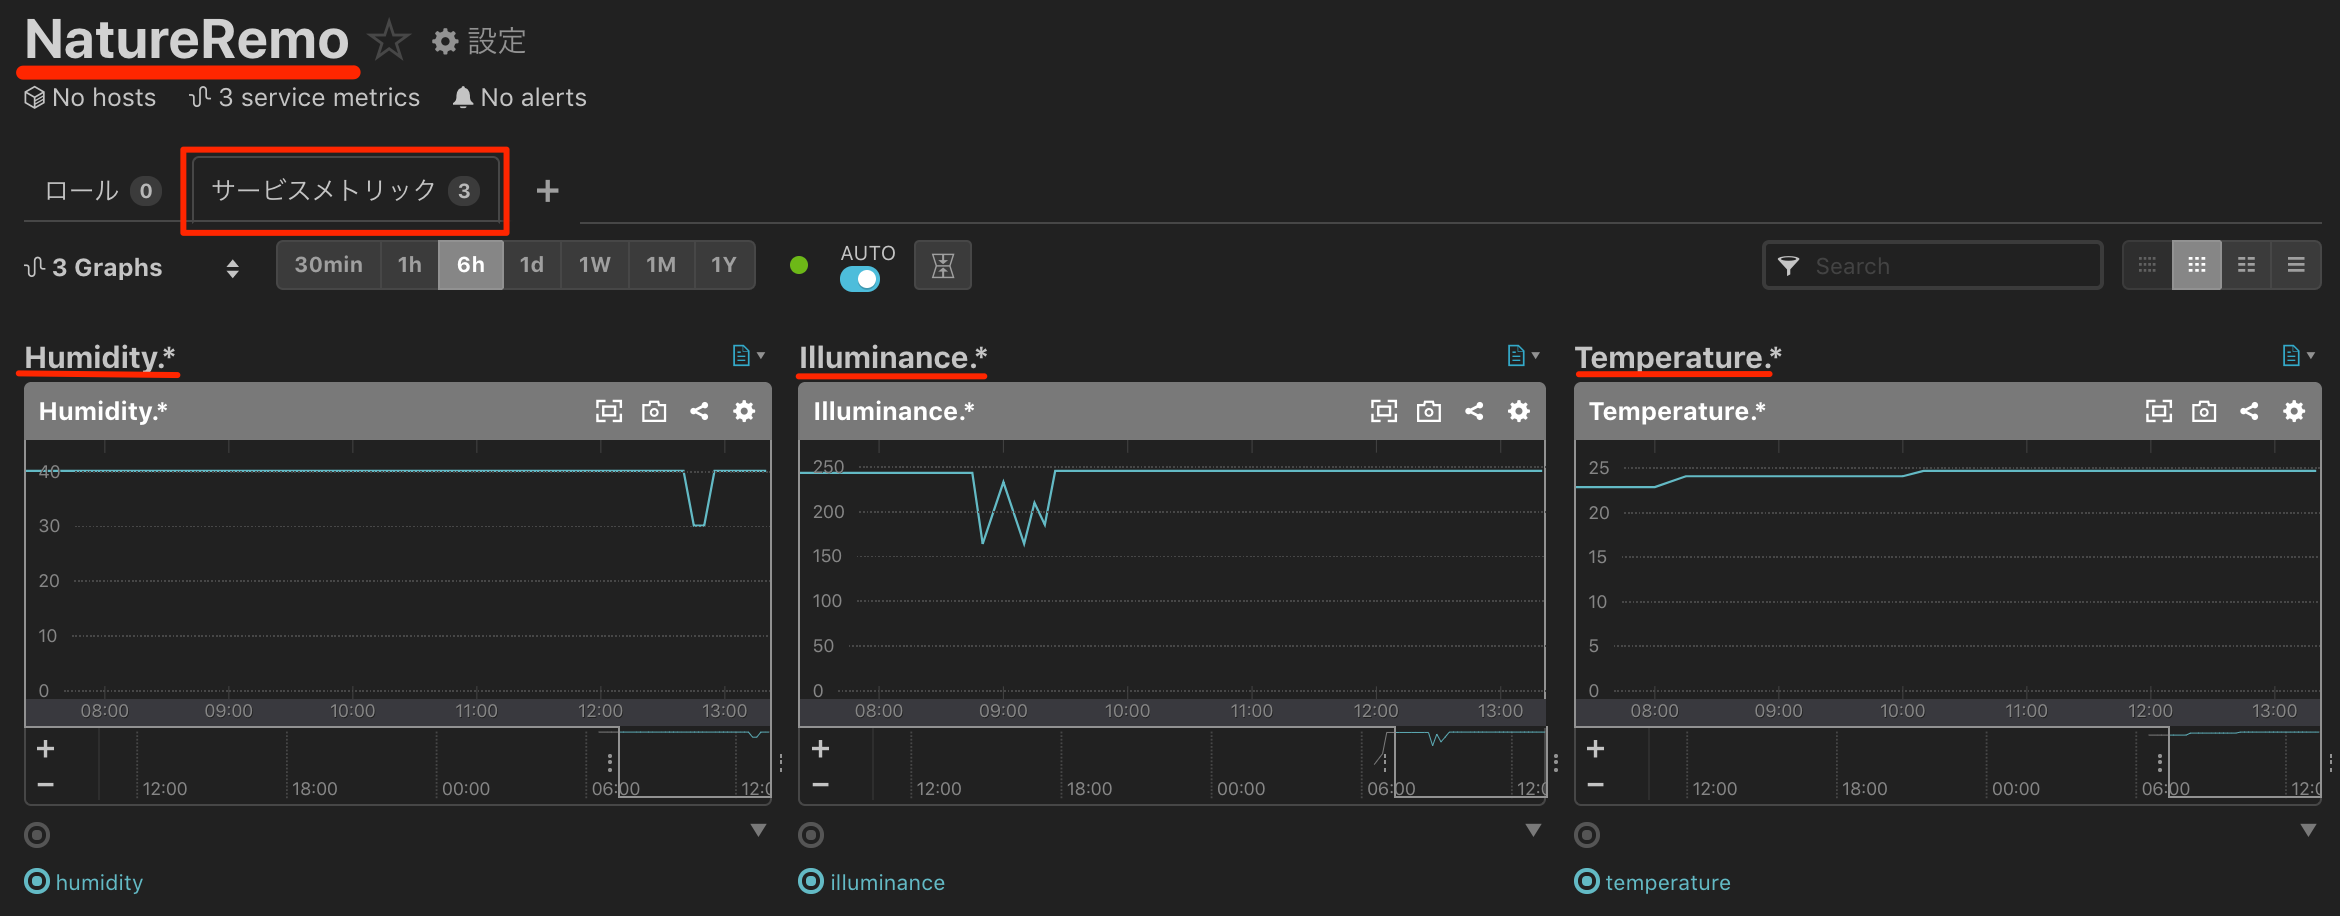 NatureRemo ☆ 設定
No hosts 3 service metrics No alerts
ロール 0 サービスメトリック 3 +
3 Graphs 30min 1h 6h 1d 1W 1M 1Y AUTO Search
Humidity.*
Humidity.*
40
30
20
10
0
08:00 09:00 10:00 11:00 12:00 13:00
+
−
12:00 18:00 00:00 06:00 12:0
humidity
Illuminance.*
Illuminance.*
250
200
150
100
50
0
08:00 09:00 10:00 11:00 12:00 13:00
+
−
12:00 18:00 00:00 06:00 12:0
illuminance
Temperature.*
Temperature.*
25
20
15
10
5
0
08:00 09:00 10:00 11:00 12:00 13:00
+
−
12:00 18:00 00:00 06:00 12:0
temperature